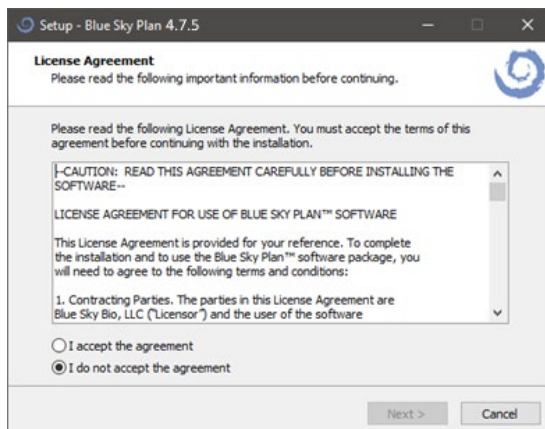 Setup - Blue Sky Plan 4.7.5
License Agreement
Please read the following important information before continuing.
Please read the following License Agreement. You must accept the terms of this
agreement before continuing with the installation.
--CAUTION:  READ THIS AGREEMENT CAREFULLY BEFORE INSTALLING THE
SOFTWARE--
LICENSE AGREEMENT FOR USE OF BLUE SKY PLAN™ SOFTWARE
This License Agreement is provided for your reference. To complete
the installation and to use the Blue Sky Plan™ software package, you
will need to agree to the following terms and conditions:
1. Contracting Parties. The parties in this License Agreement are
Blue Sky Bio, LLC ("Licensor") and the user of the software
I accept the agreement
I do not accept the agreement
Next >
Cancel